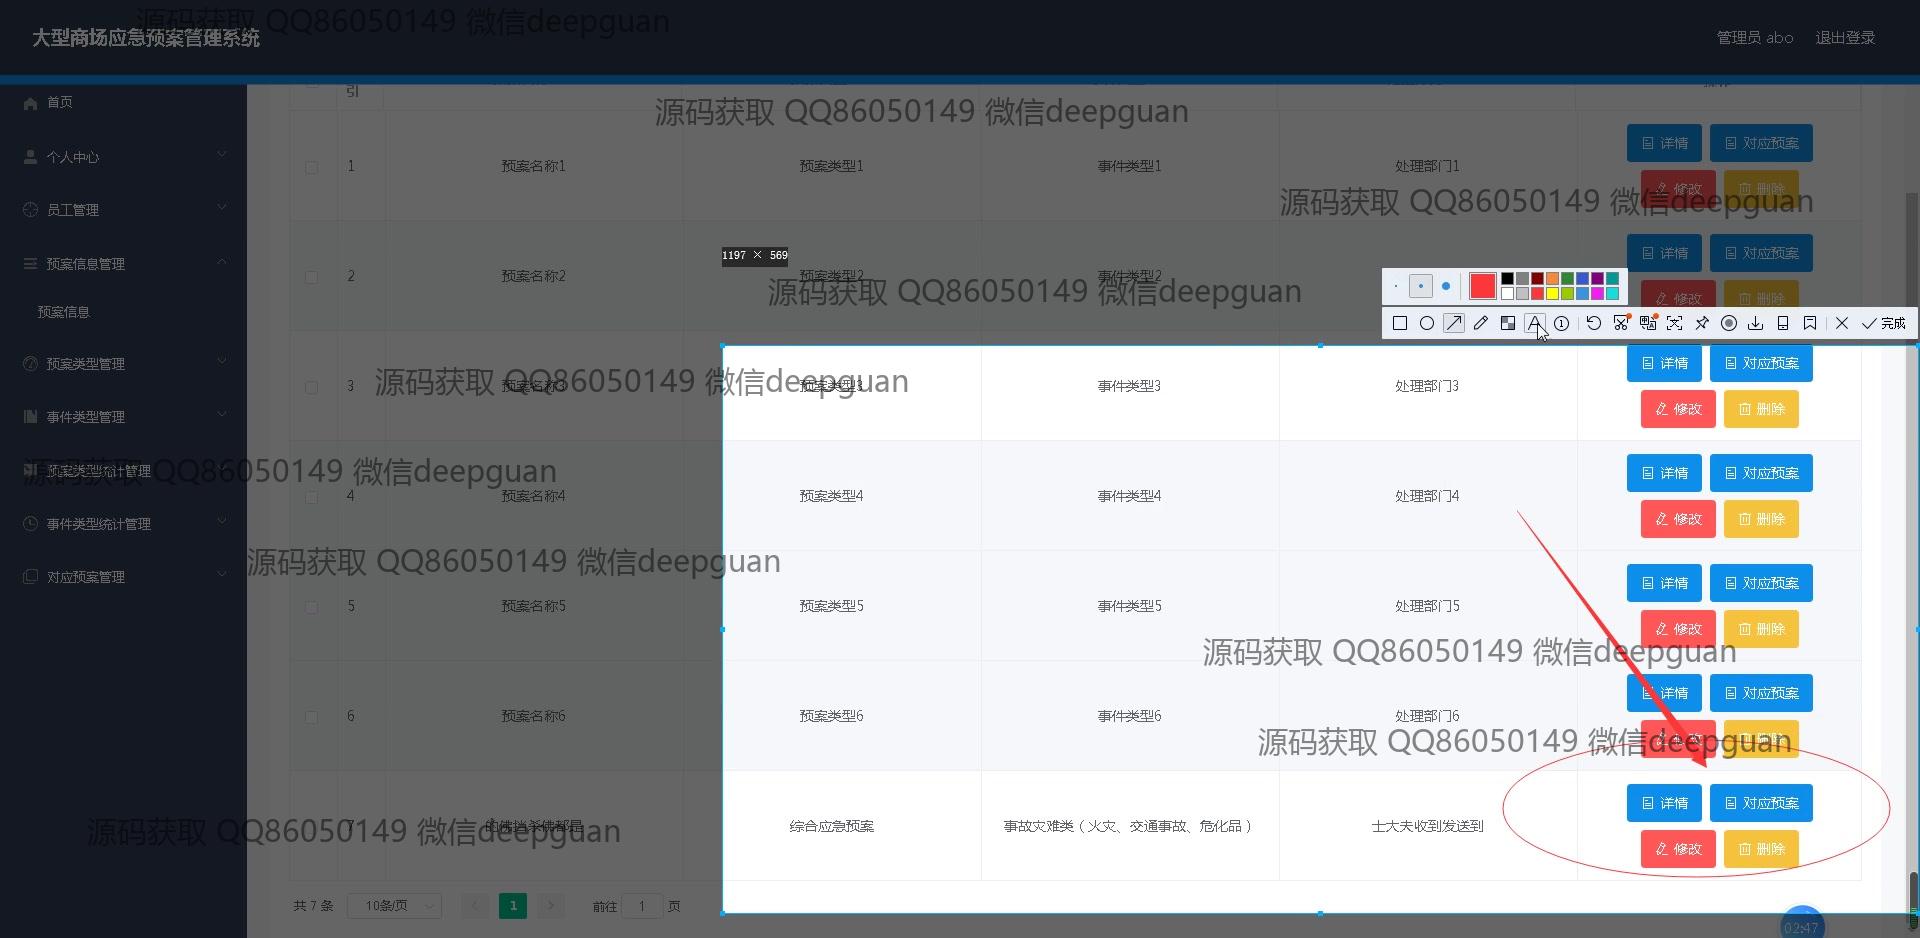 源码获取 QQ86050149 微信deepguan
大型商场应急预案管理系统
管理员 abo
退出登录
首页
个人中心
员工管理
预案信息管理
预案信息
预案类型管理
事件类型管理
预案类型统计管理
事件类型统计管理
对应预案管理
引
源码获取 QQ86050149 微信deepguan
1 预案名称1 预案类型1 事件类型1 处理部门1 详情 对应预案
修改 删除
源码获取 QQ86050149 微信deepguan
1197 × 569
2 预案名称2 预案类型2 事件类型2 详情 对应预案
修改
源码获取 QQ86050149 微信deepguan
完成
3 预案名称3 预案类型3 事件类型3 处理部门3 详情 对应预案
修改 删除
源码获取 QQ86050149 微信deepguan
源码获取 QQ86050149 微信deepguan
4 预案名称4 预案类型4 事件类型4 处理部门4 详情 对应预案
修改 删除
源码获取 QQ86050149 微信deepguan
5 预案名称5 预案类型5 事件类型5 处理部门5 详情 对应预案
修改 删除
源码获取 QQ86050149 微信deepguan
6 预案名称6 预案类型6 事件类型6 处理部门6 详情 对应预案
修改 删除
源码获取 QQ86050149 微信deepguan
7 的佛挡杀佛都是 综合应急预案 事故灾难类（火灾、交通事故、危化品） 士大夫收到发送到 详情 对应预案
修改 删除
源码获取 QQ86050149 微信deepguan
共 7 条 10条/页 1 前往 1 页
02:47